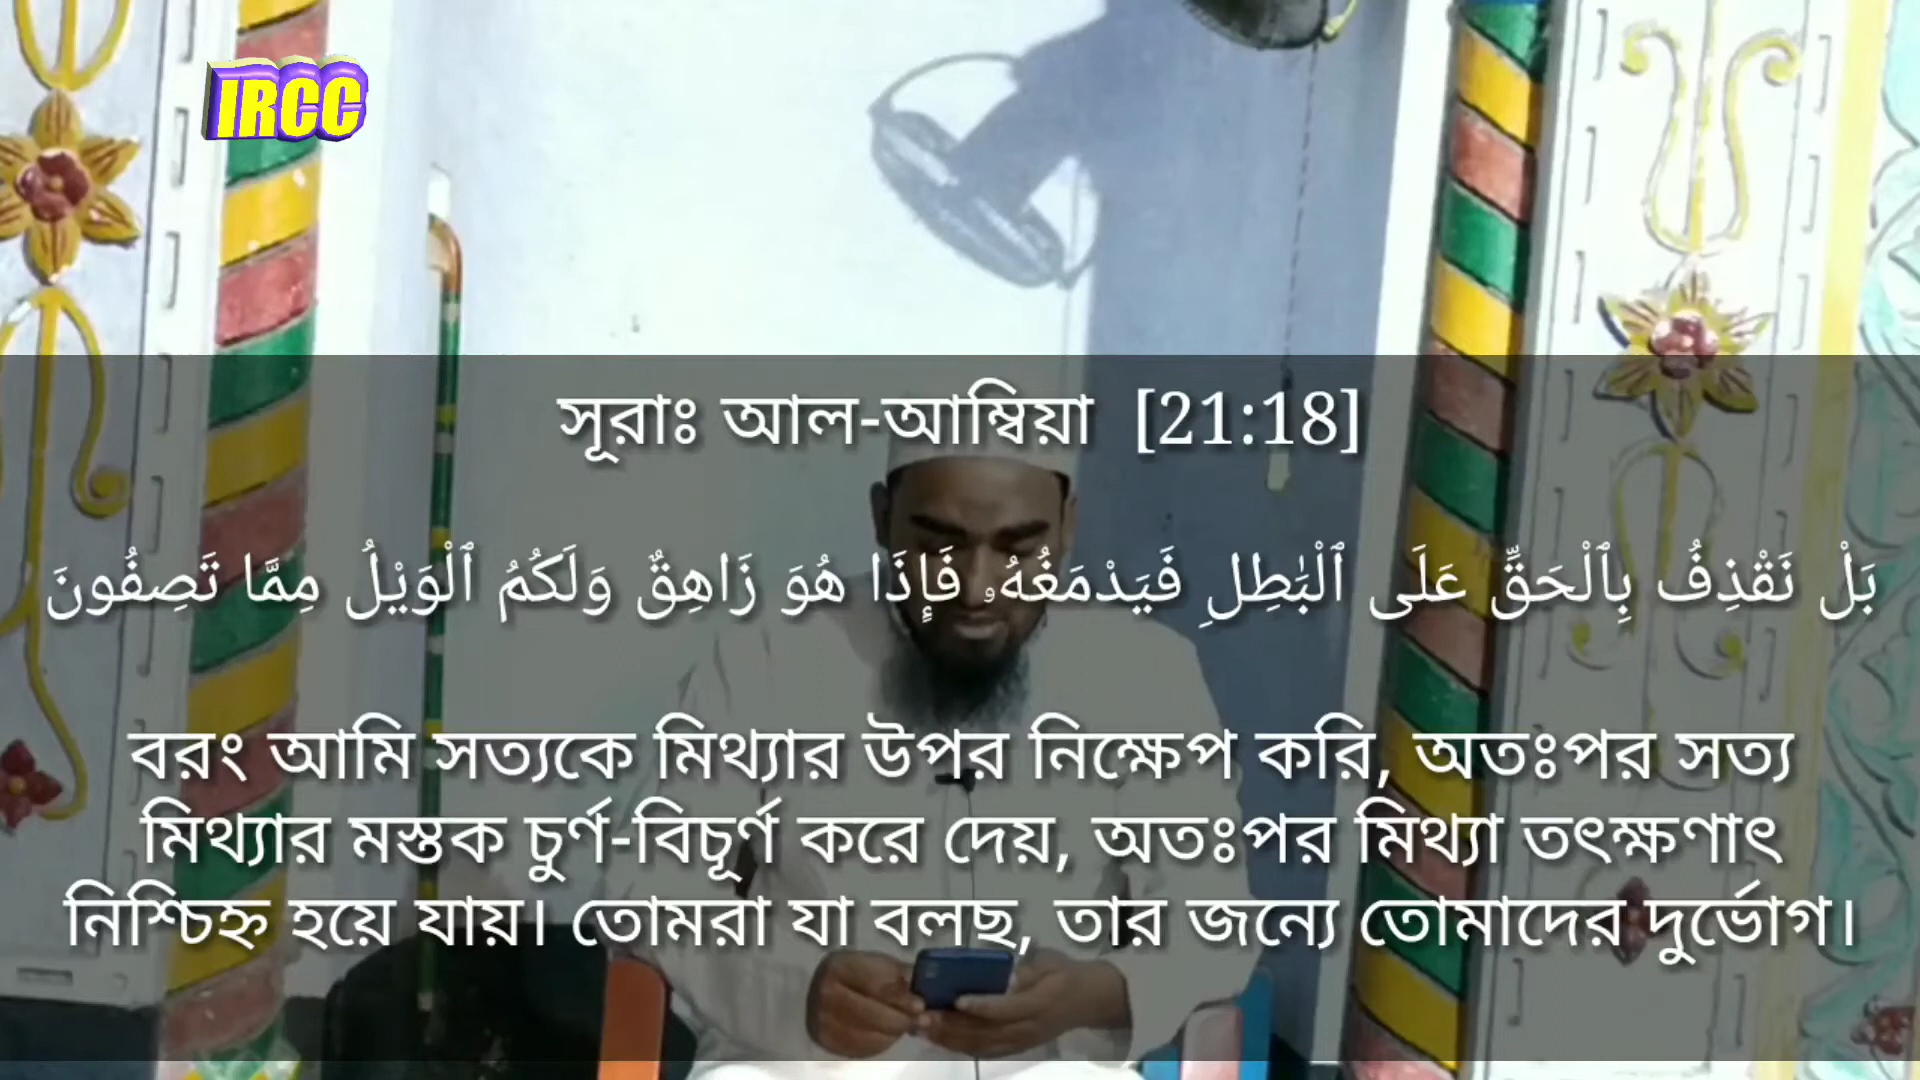 IRCC
সূরাঃ আল-আম্বিয়া [21:18]
بَلْ نَقْذِفُ بِٱلْحَقِّ عَلَى ٱلْبَٰطِلِ فَيَدْمَغُهُۥ فَإِذَا هُوَ زَاهِقٌ وَلَكُمُ ٱلْوَيْلُ مِمَّا تَصِفُونَ
বরং আমি সত্যকে মিথ্যার উপর নিক্ষেপ করি, অতঃপর সত্য
মিথ্যার মস্তক চুর্ণ-বিচূর্ণ করে দেয়, অতঃপর মিথ্যা তৎক্ষণাৎ
নিশ্চিহ্ন হয়ে যায়। তোমরা যা বলছ, তার জন্যে তোমাদের দুর্ভোগ।